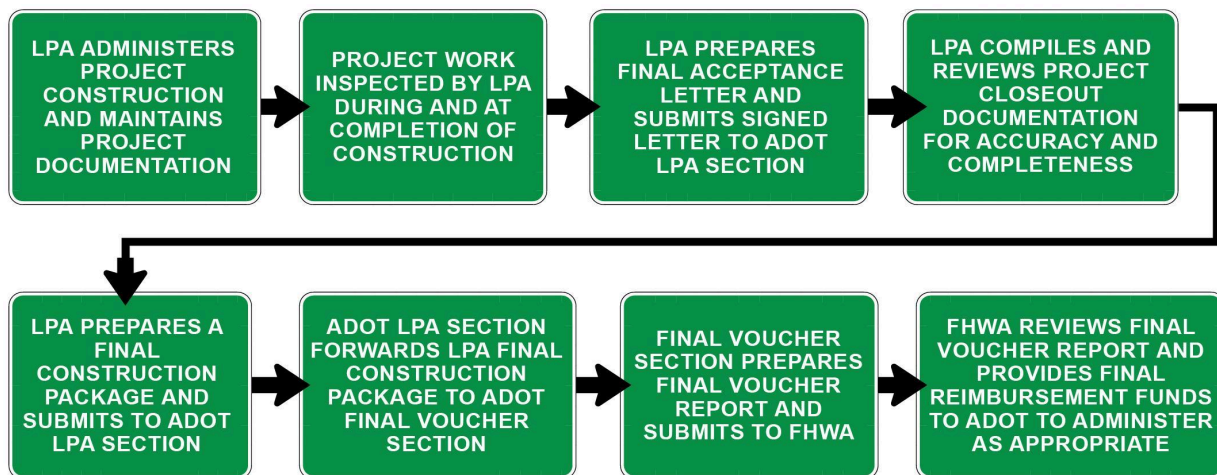 LPA ADMINISTERS
PROJECT
CONSTRUCTION
AND MAINTAINS
PROJECT
DOCUMENTATION
PROJECT WORK
INSPECTED BY LPA
DURING AND AT
COMPLETION OF
CONSTRUCTION
LPA PREPARES
FINAL ACCEPTANCE
LETTER AND
SUBMITS SIGNED
LETTER TO ADOT
LPA SECTION
LPA COMPILES AND
REVIEWS PROJECT
CLOSEOUT
DOCUMENTATION
FOR ACCURACY AND
COMPLETENESS
LPA PREPARES A
FINAL
CONSTRUCTION
PACKAGE AND
SUBMITS TO ADOT
LPA SECTION
ADOT LPA SECTION
FORWARDS LPA FINAL
CONSTRUCTION
PACKAGE TO ADOT
FINAL VOUCHER
SECTION
FINAL VOUCHER
SECTION PREPARES
FINAL VOUCHER
REPORT AND
SUBMITS TO FHWA
FHWA REVIEWS FINAL
VOUCHER REPORT AND
PROVIDES FINAL
REIMBURSEMENT FUNDS
TO ADOT TO ADMINISTER
AS APPROPRIATE